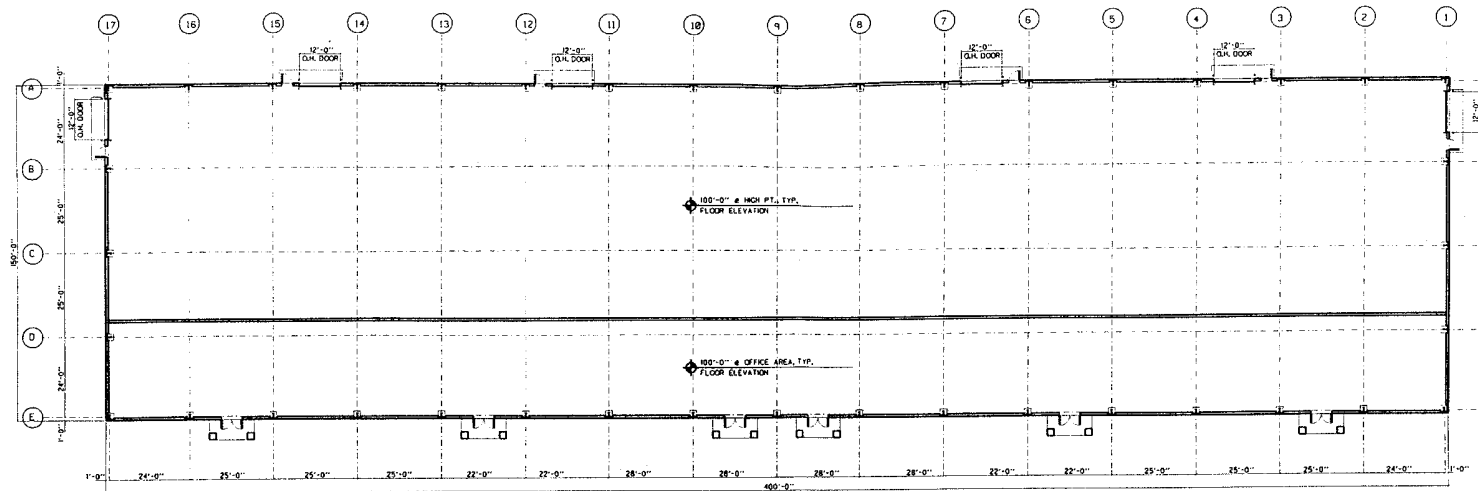 17 16 15 14 13 12 11 10 9 8 7 6 5 4 3 2 1
12'-0"
O.H. DOOR
12'-0"
O.H. DOOR
12'-0"
O.H. DOOR
12'-0"
O.H. DOOR
1'-0"
A
12'-0"
O.H. DOOR
24'-0"
12'-0"
B
100'-0" @ HIGH PT., TYP.
FLOOR ELEVATION
25'-0"
C
150'-0"
25'-0"
D
100'-0" @ OFFICE AREA, TYP.
FLOOR ELEVATION
24'-0"
E
1'-0"
1'-0" 24'-0" 25'-0" 25'-0" 25'-0" 22'-0" 22'-0" 28'-0" 28'-0" 28'-0" 28'-0" 22'-0" 22'-0" 25'-0" 25'-0" 25'-0" 24'-0" 1'-0"
400'-0"